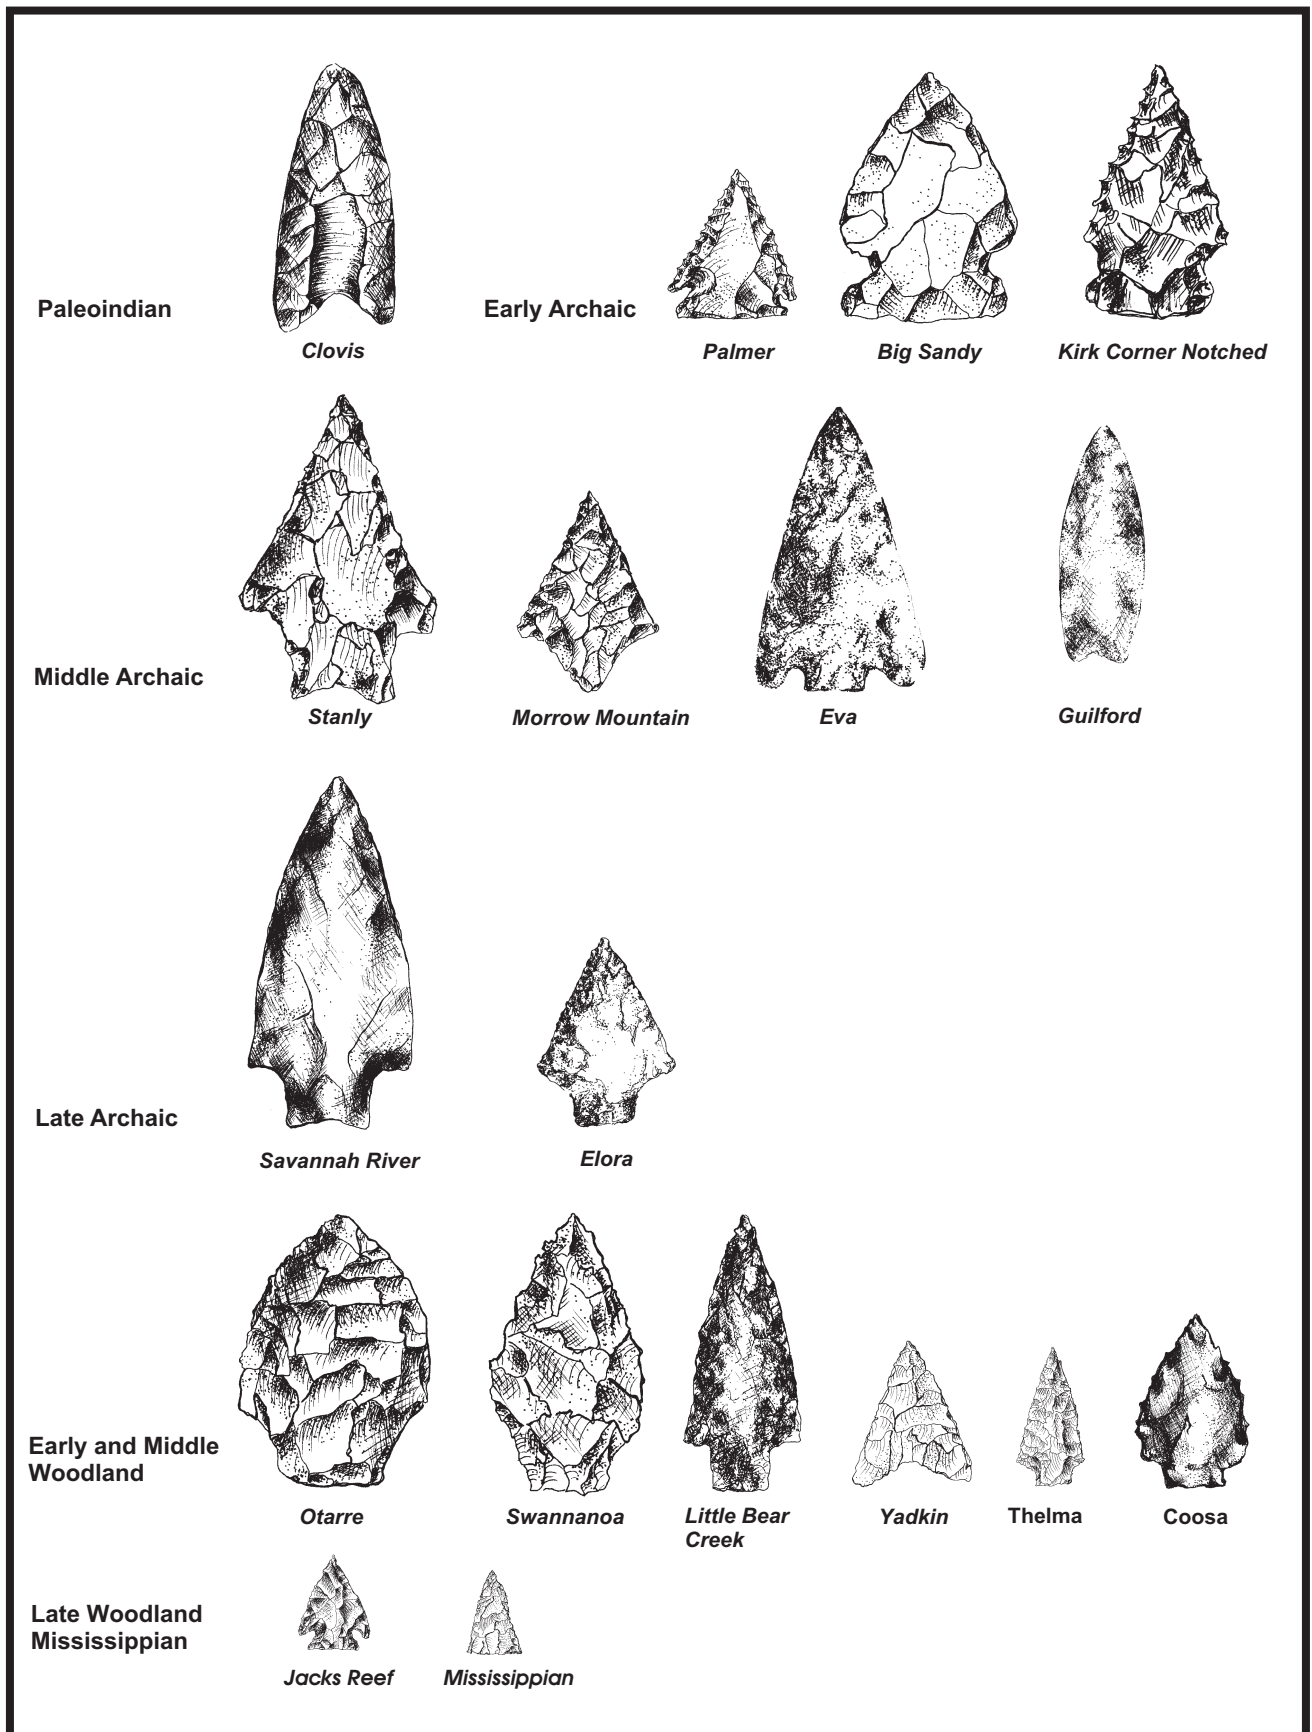 Paleoindian
Clovis
Early Archaic
Palmer
Big Sandy
Kirk Corner Notched
Middle Archaic
Stanly
Morrow Mountain
Eva
Guilford
Late Archaic
Savannah River
Elora
Early and Middle
Woodland
Otarre
Swannanoa
Little Bear
Creek
Yadkin
Thelma
Coosa
Late Woodland
Mississippian
Jacks Reef
Mississippian